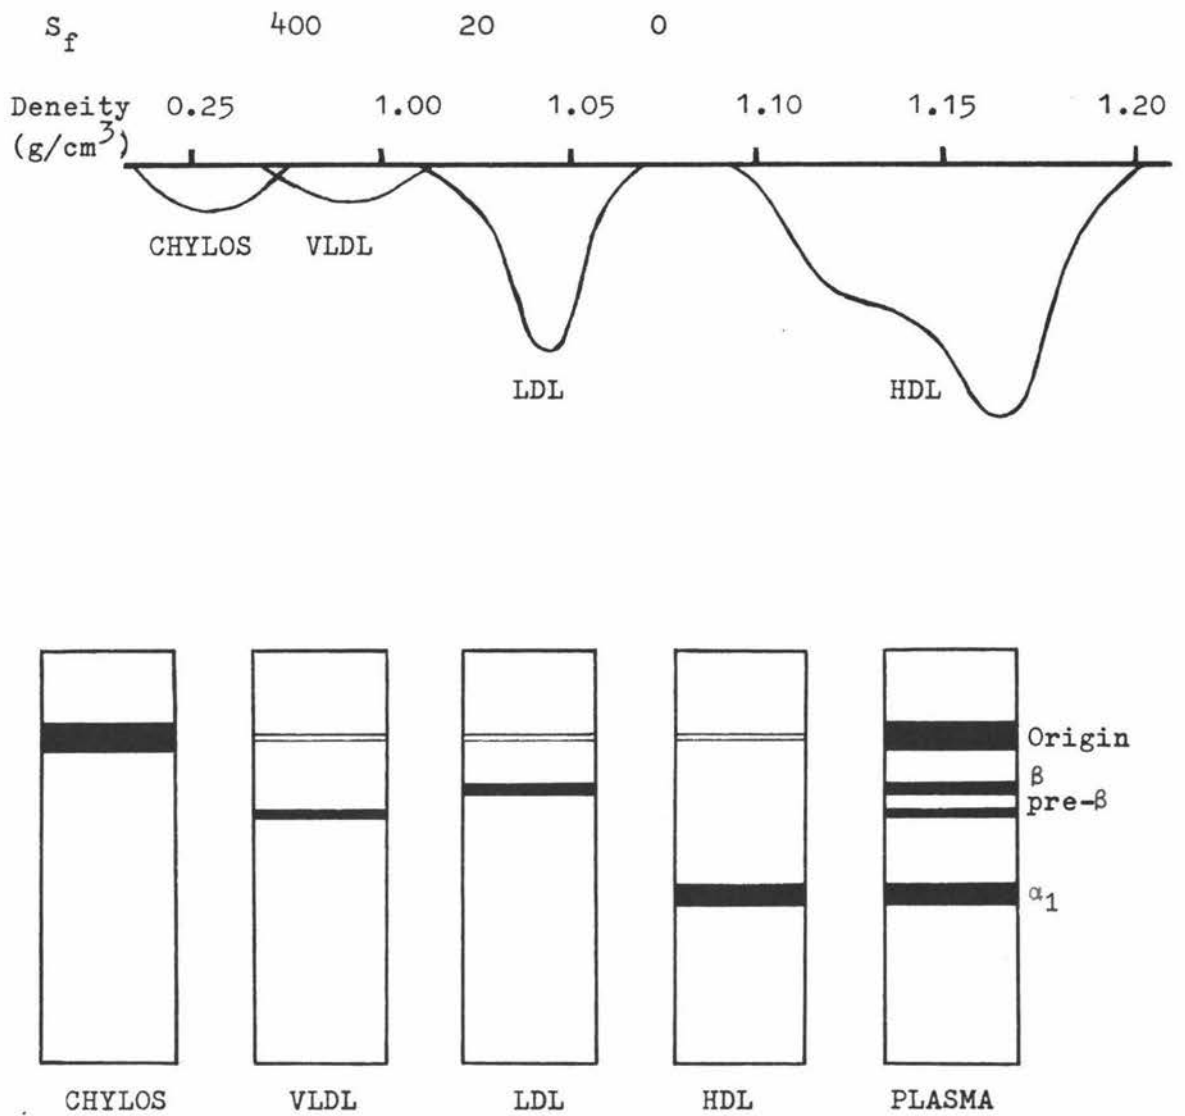 Sf 400 20 0
Deneity 0.25 1.00 1.05 1.10 1.15 1.20
(g/cm3)
CHYLOS VLDL
LDL HDL
Origin
β
pre-β
α1
CHYLOS VLDL LDL HDL PLASMA